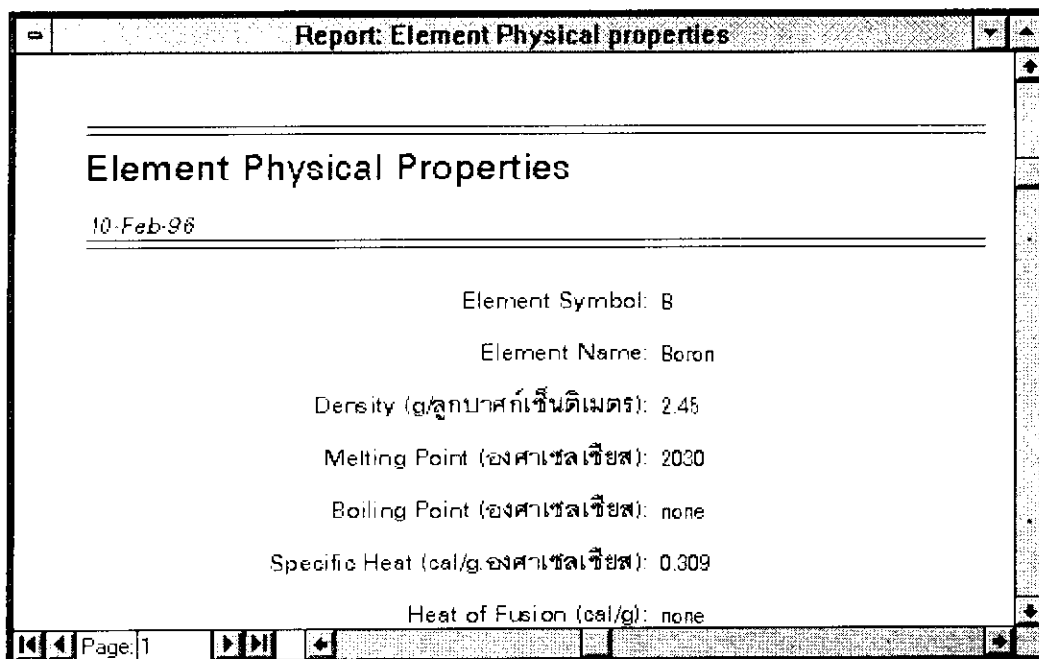 Report: Element Physical properties
Element Physical Properties
10-Feb-96
Element Symbol: B
Element Name: Boron
Density (g/ลูกบาศก์เซ็นติเมตร): 2.45
Melting Point (องศาเซลเซียส): 2030
Boiling Point (องศาเซลเซียส): none
Specific Heat (cal/g.องศาเซลเซียส): 0.309
Heat of Fusion (cal/g): none
Page: 1